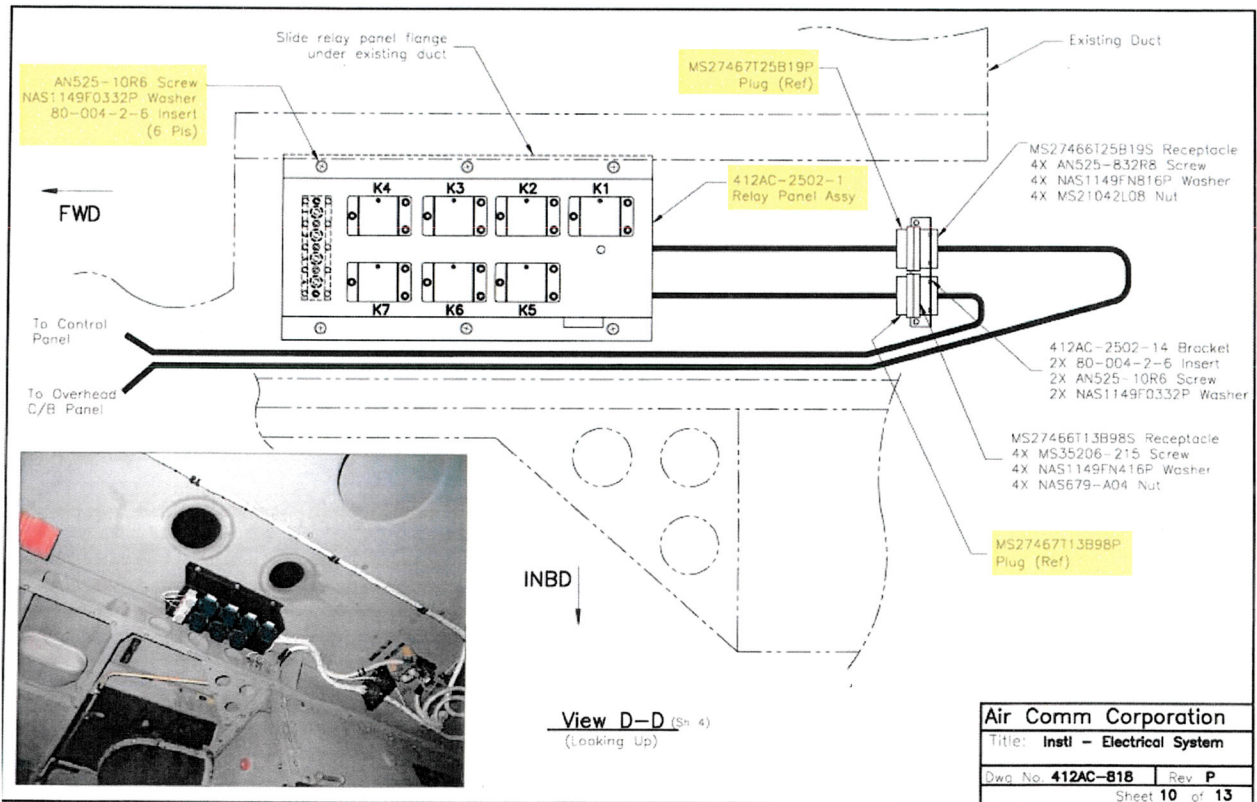 Slide relay panel flange
under existing duct
Existing Duct
AN525-10R6 Screw
NAS1149F0332P Washer
80-004-2-6 Insert
(6 Pls)
MS27467T25B19P
Plug (Ref)
MS27466T25B19S Receptacle
4X AN525-832R8 Screw
4X NAS1149FN816P Washer
4X MS21042L08 Nut
412AC-2502-1
Relay Panel Assy
FWD
K4 K3 K2 K1
K7 K6 K5
To Control
Panel
To Overhead
C/B Panel
412AC-2502-14 Bracket
2X 80-004-2-6 Insert
2X AN525-10R6 Screw
2X NAS1149F0332P Washer
MS27466T13B98S Receptacle
4X MS35206-215 Screw
4X NAS1149FN416P Washer
4X NAS679-A04 Nut
MS27467T13B98P
Plug (Ref)
INBD
View D-D (Sh 4)
(Looking Up)
Air Comm Corporation
Title: Instl - Electrical System
Dwg No. 412AC-818 Rev P
Sheet 10 of 13